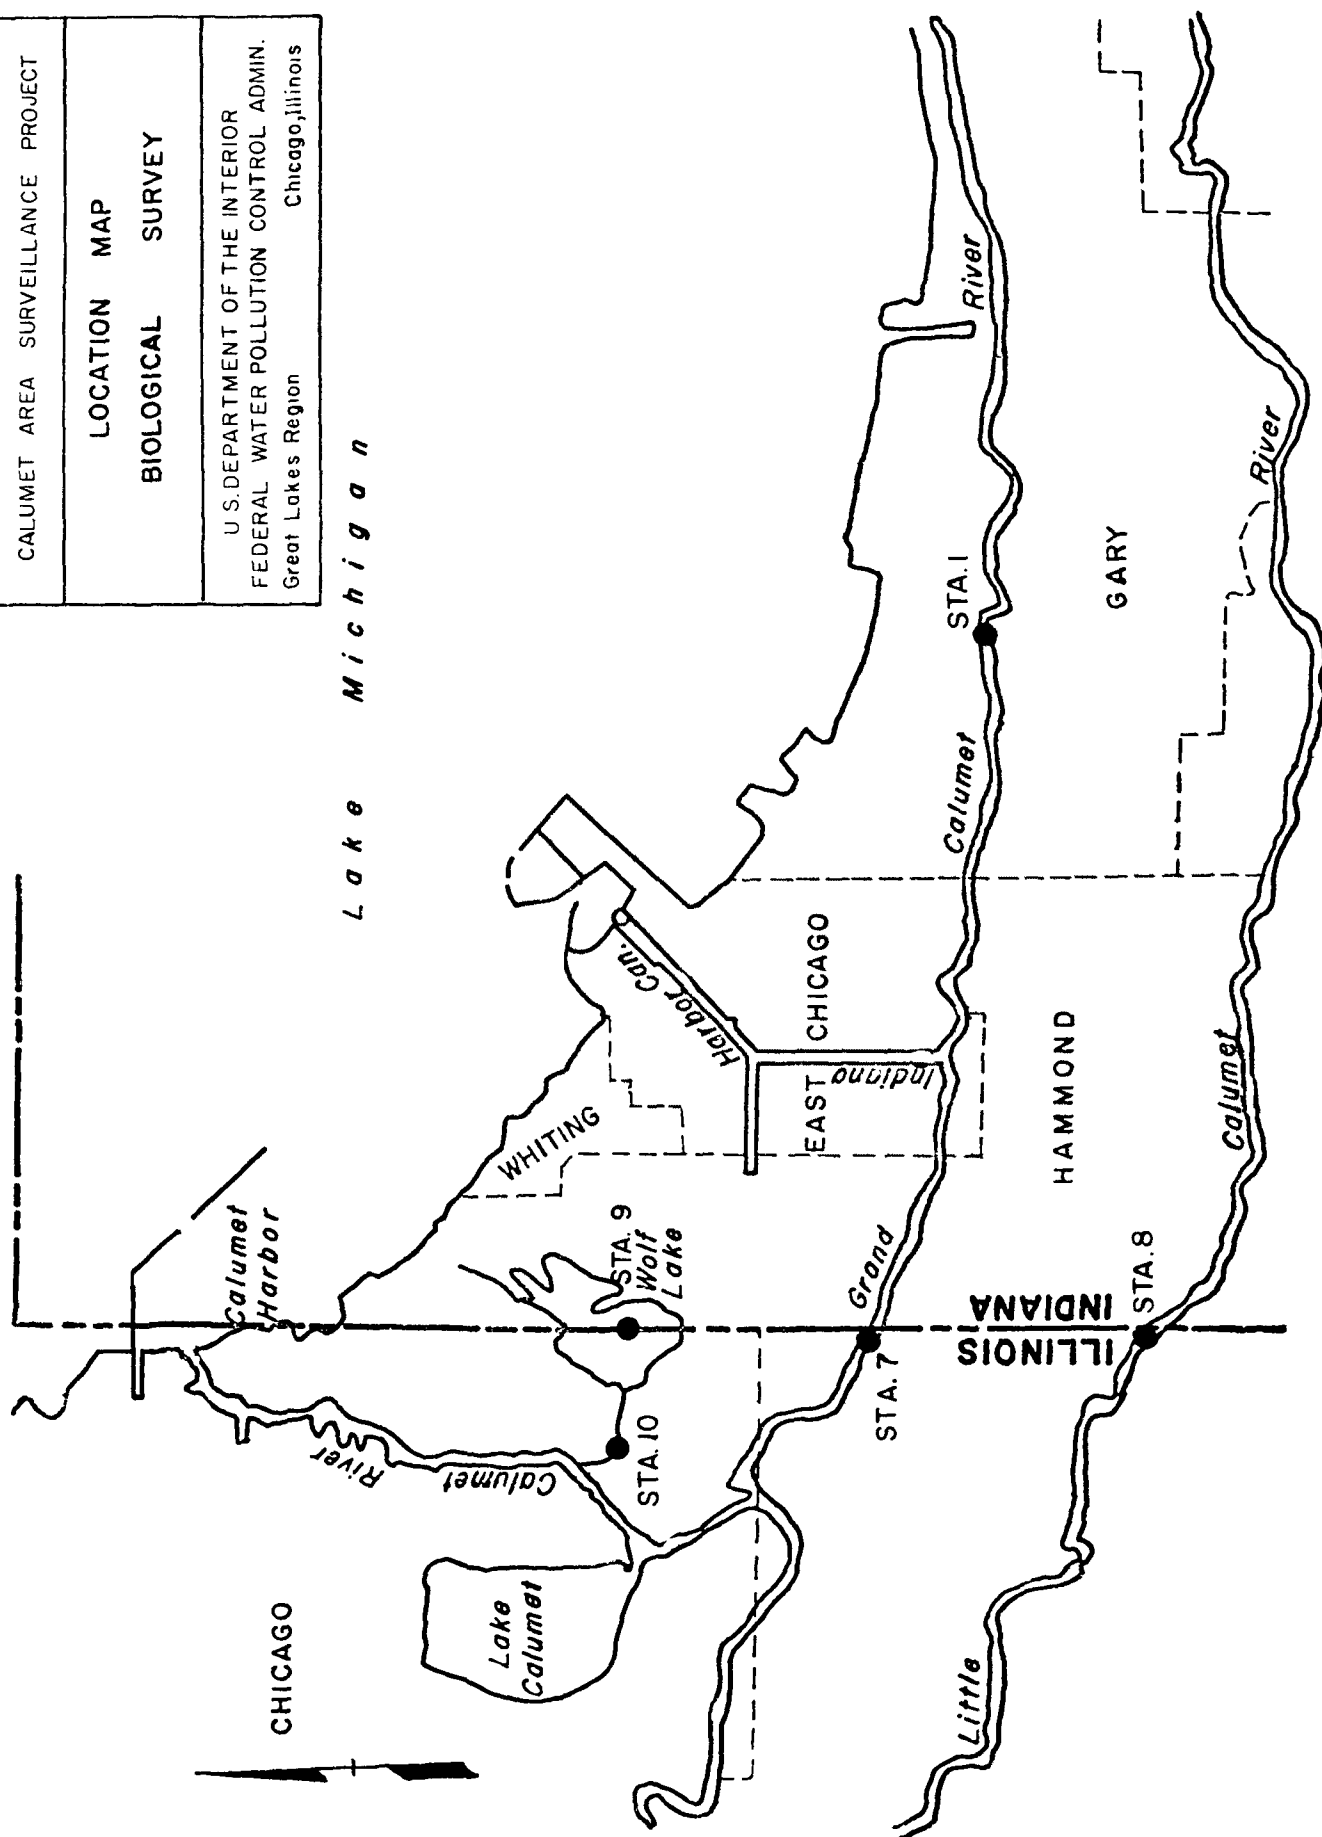 CALUMET AREA SURVEILLANCE PROJECT
LOCATION MAP
BIOLOGICAL SURVEY
U.S. DEPARTMENT OF THE INTERIOR
FEDERAL WATER POLLUTION CONTROL ADMIN.
Great Lakes Region Chicago, Illinois
Lake Michigan
CHICAGO
Calumet
Harbor
River
Calumet
Lake
Calumet
STA. 10
STA. 9
Wolf
Lake
WHITING
Harbor Can.
Indiana
EAST CHICAGO
STA. 7
Grand
Calumet
River
STA. 1
GARY
HAMMOND
ILLINOIS
INDIANA
STA. 8
Little
Calumet
River